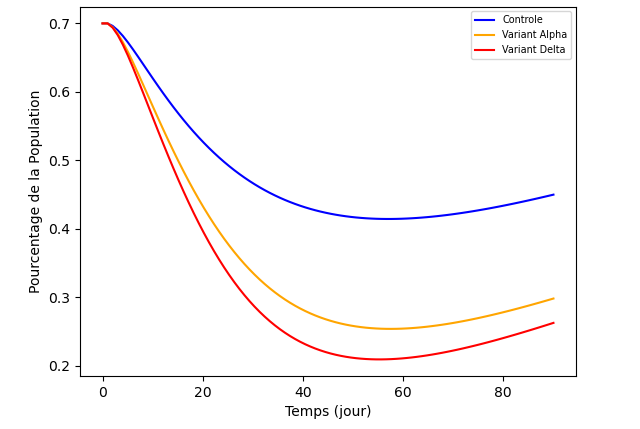 0.7
0.6
0.5
0.4
0.3
0.2
0
20
40
60
80
Pourcentage de la Population
Temps (jour)
Controle
Variant Alpha
Variant Delta